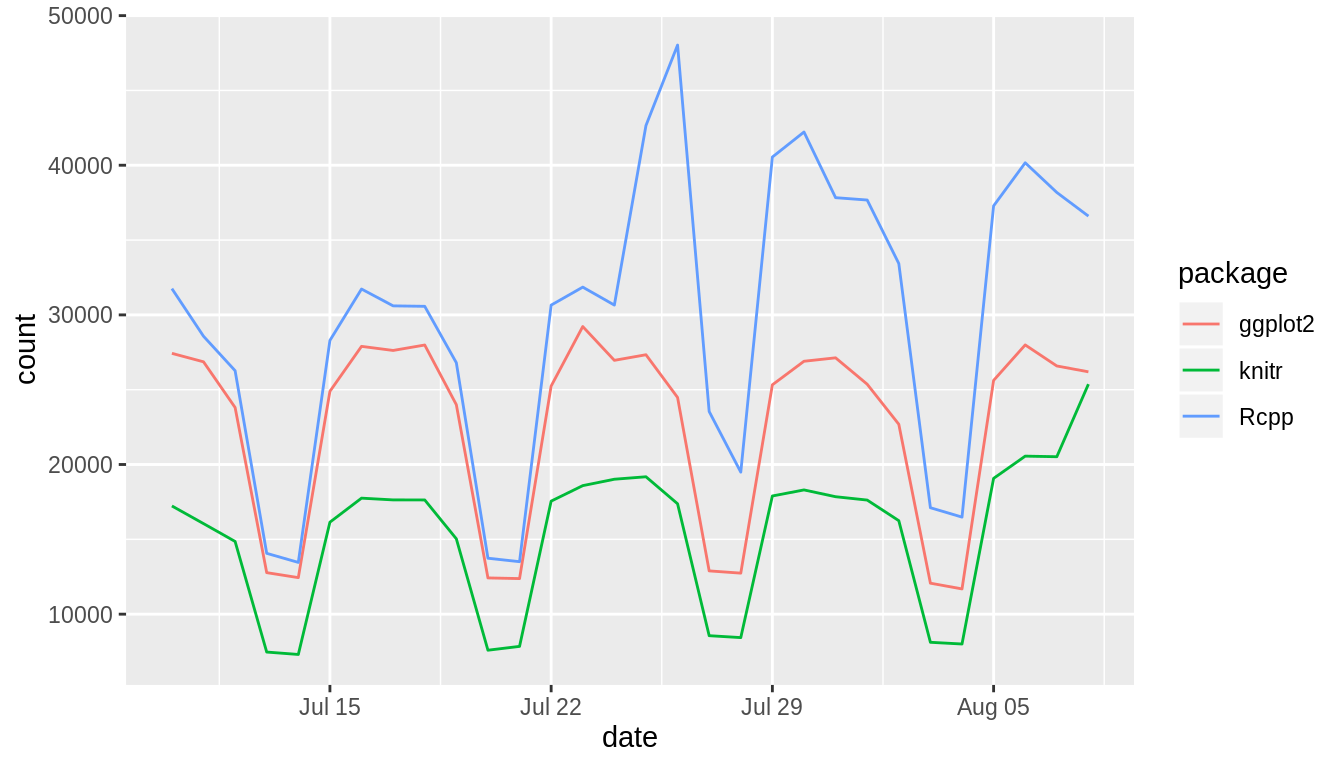 50000
40000
30000
20000
10000
count
Jul 15
Jul 22
Jul 29
Aug 05
date
package
ggplot2
knitr
Rcpp